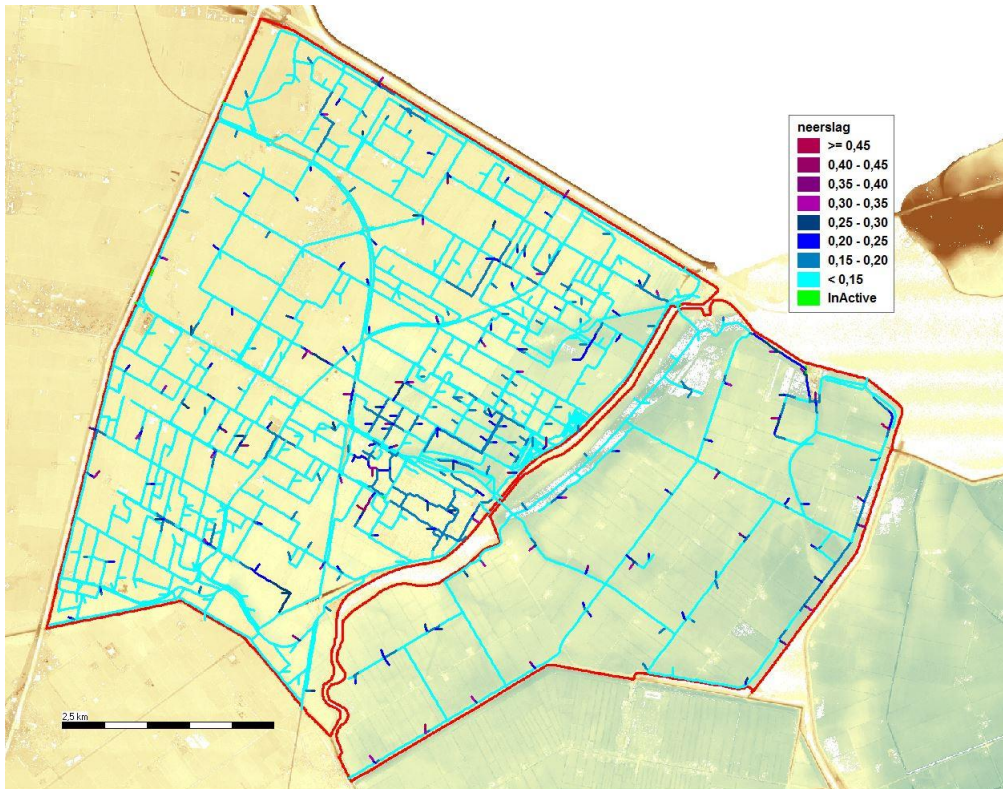 neerslag
>= 0,45
0,40 - 0,45
0,35 - 0,40
0,30 - 0,35
0,25 - 0,30
0,20 - 0,25
0,15 - 0,20
< 0,15
InActive
2,5 km